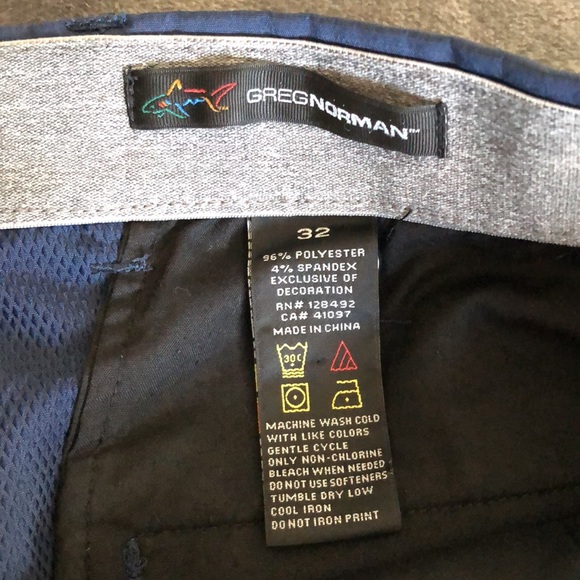 GREGNORMAN™
32
96% POLYESTER
4% SPANDEX
EXCLUSIVE OF
DECORATION
RN# 128492
CA# 41097
MADE IN CHINA
30C
MACHINE WASH COLD
WITH LIKE COLORS
GENTLE CYCLE
ONLY NON-CHLORINE
BLEACH WHEN NEEDED
DO NOT USE SOFTENERS
TUMBLE DRY LOW
COOL IRON
DO NOT IRON PRINT